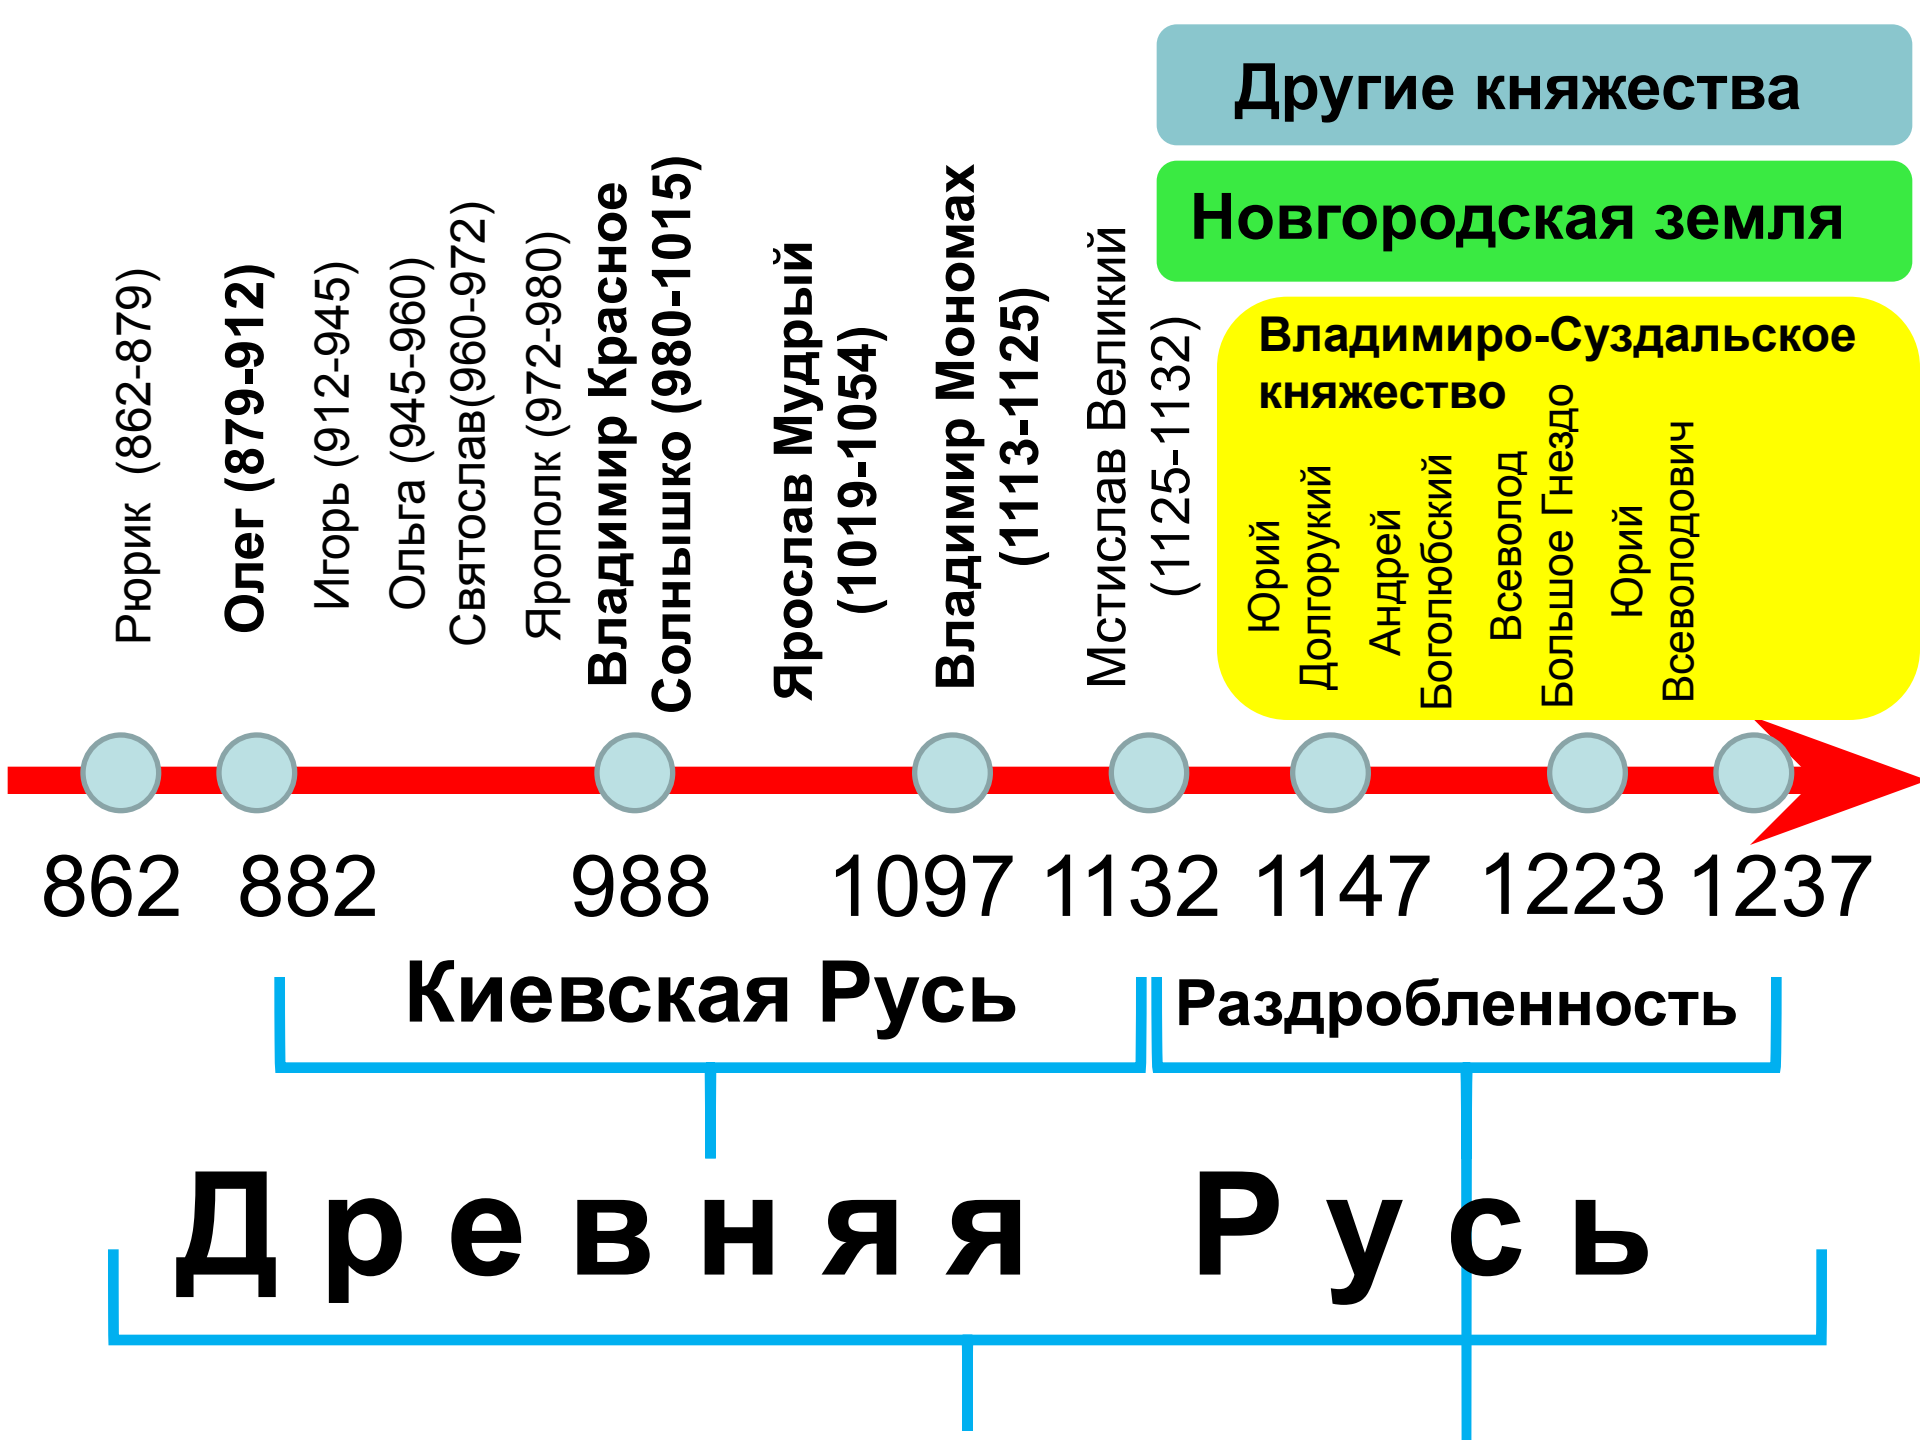 Другие княжества
Новгородская земля
Владимиро-Суздальское
княжество
Рюрик (862-879)
Олег (879-912)
Игорь (912-945)
Ольга (945-960)
Святослав(960-972)
Ярополк (972-980)
Владимир Красное
Солнышко (980-1015)
Ярослав Мудрый
(1019-1054)
Владимир Мономах
(1113-1125)
Мстислав Великий
(1125-1132)
Юрий
Долгорукий
Андрей
Боголюбский
Всеволод
Большое Гнездо
Юрий
Всеволодович
862 882 988 1097 1132 1147 1223 1237
Киевская Русь
Раздробленность
Древняя Русь